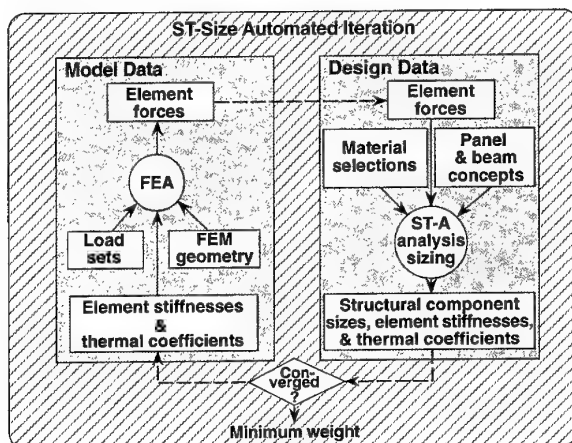 ST-Size Automated Iteration
Model Data
Element
forces
FEA
Load
sets
FEM
geometry
Element stiffnesses
&
thermal coefficients
Design Data
Element
forces
Material
selections
Panel
& beam
concepts
ST-A
analysis
sizing
Structural component
sizes, element stiffnesses,
& thermal coefficients
Con-
verged
?
Minimum weight